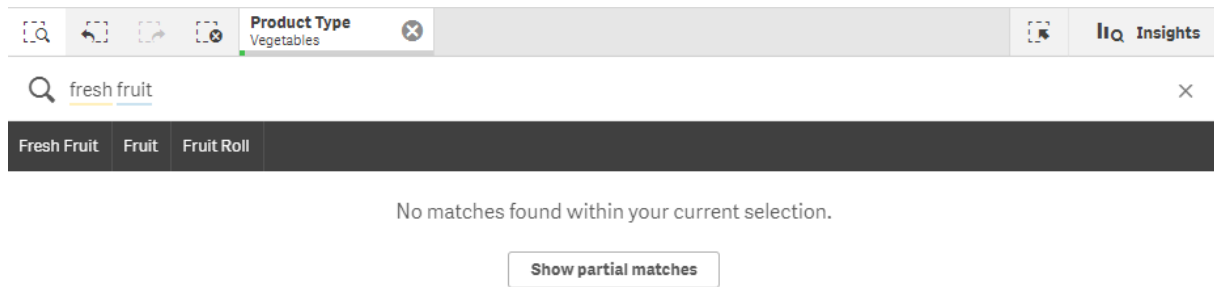 Product Type
Vegetables
Insights
fresh fruit
Fresh Fruit Fruit Fruit Roll
No matches found within your current selection.
Show partial matches